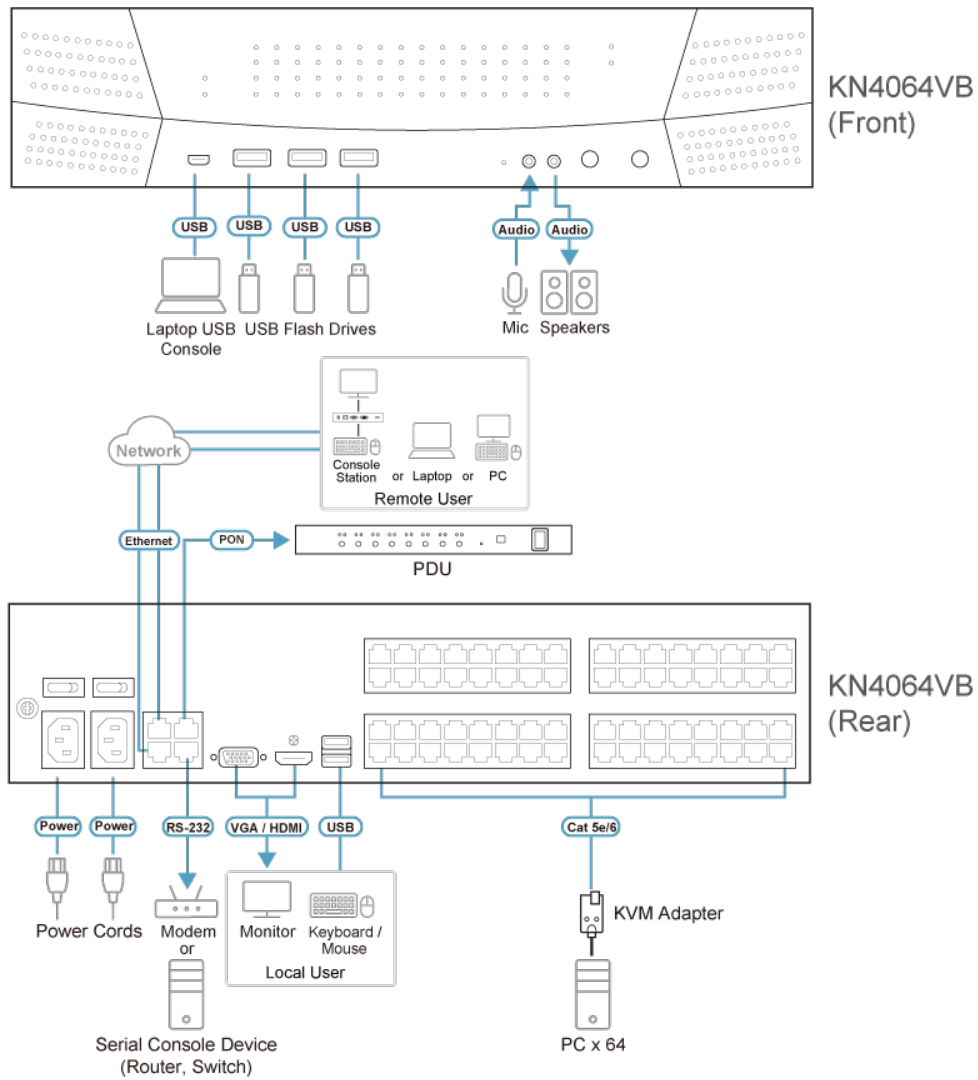 KN4064VB
(Front)
USB
USB
USB
USB
Audio
Audio
Laptop USB
Console
USB Flash Drives
Mic
Speakers
Network
Console
Station
or
Laptop
or
PC
Remote User
Ethernet
PON
PDU
KN4064VB
(Rear)
Power
Power
RS-232
VGA / HDMI
USB
Cat 5e/6
Power Cords
Modem
or
Monitor
Keyboard /
Mouse
Local User
KVM Adapter
Serial Console Device
(Router, Switch)
PC x 64